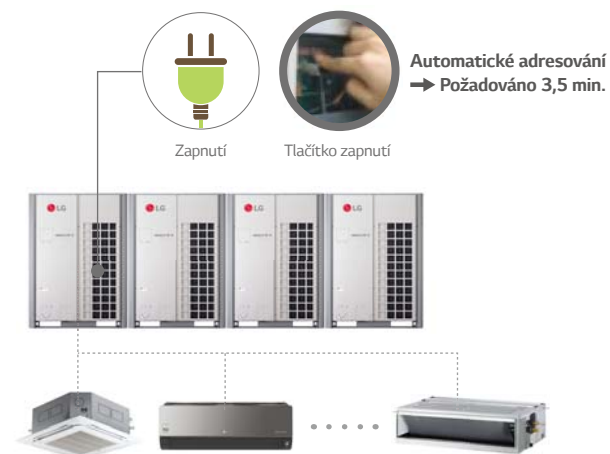 Automatické adresování
➔ Požadováno 3,5 min.
Zapnutí
Tlačítko zapnutí
LG
LG
LG
LG